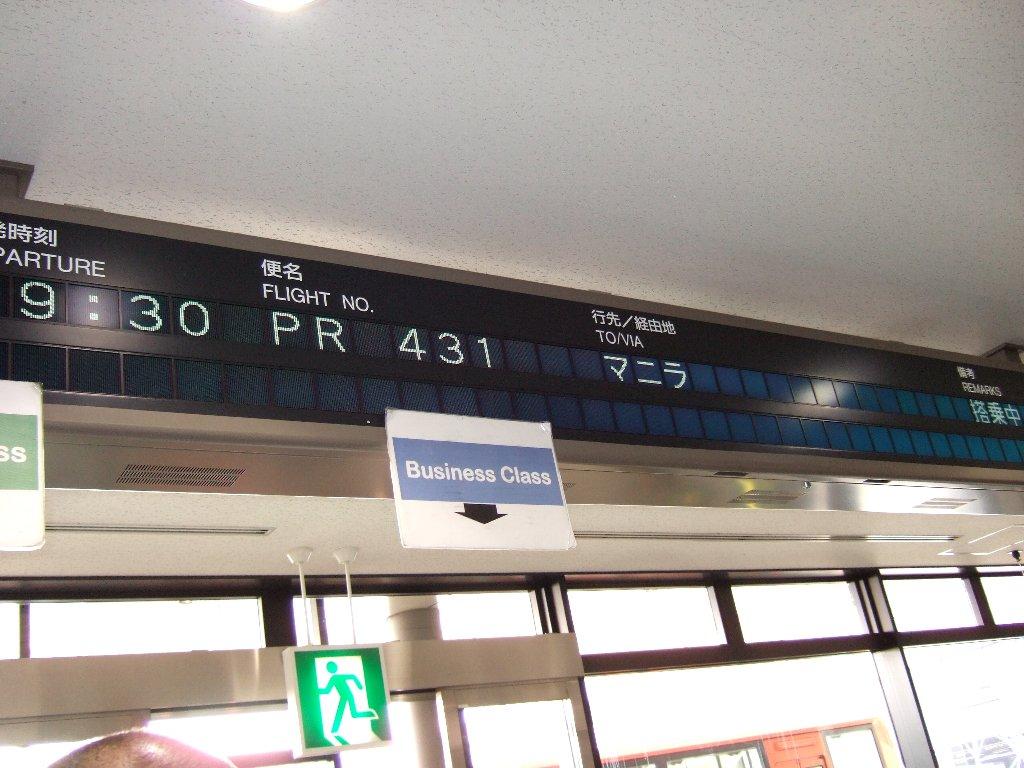 発時刻
PARTURE
9:30
便名
FLIGHT NO.
PR 431
行先/経由地
TO/VIA
マニラ
備考
REMARKS
搭乗中
ss
Business Class